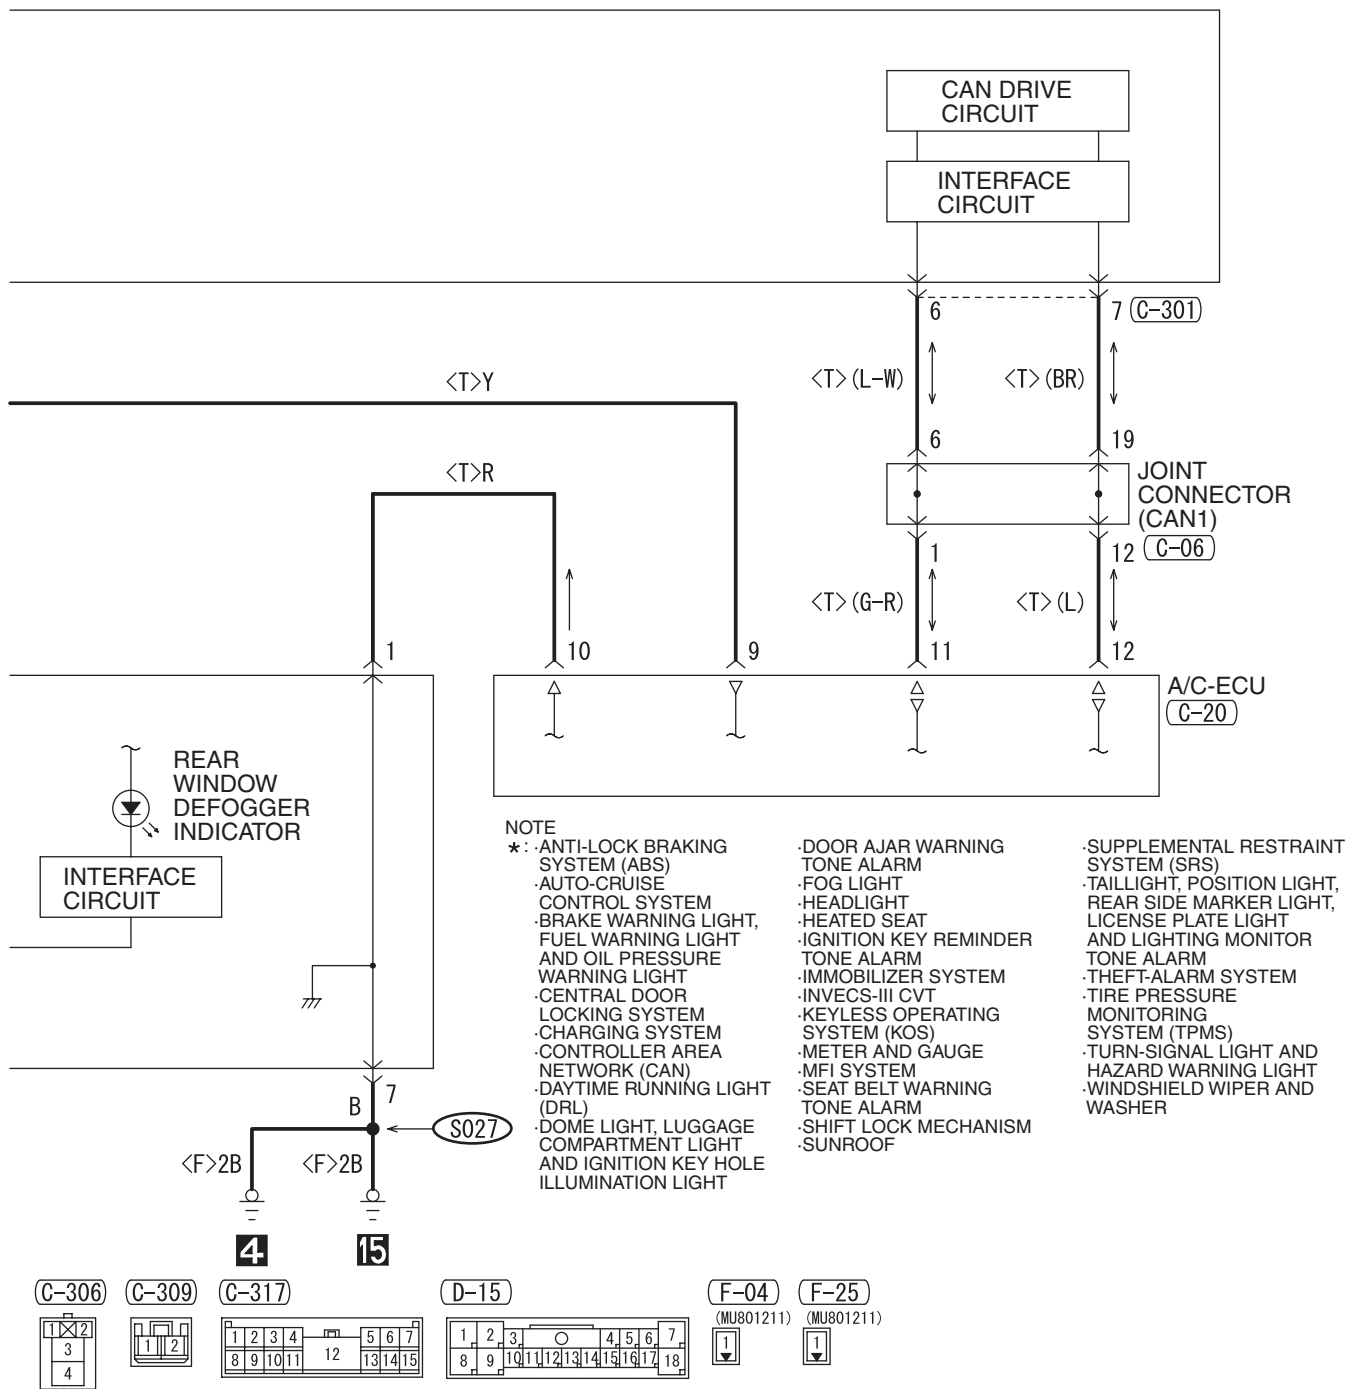 CAN DRIVE
CIRCUIT
INTERFACE
CIRCUIT
6
7 (C-301)
<T>(L-W)
<T>(BR)
<T>Y
6
19
<T>R
JOINT
CONNECTOR
(CAN1)
C-06
1
12
<T>(G-R)
<T>(L)
1
10
9
11
12
A/C-ECU
C-20
REAR
WINDOW
DEFOGGER
INDICATOR
INTERFACE
CIRCUIT
NOTE
*: ·ANTI-LOCK BRAKING
SYSTEM (ABS)
·AUTO-CRUISE
CONTROL SYSTEM
·BRAKE WARNING LIGHT,
FUEL WARNING LIGHT
AND OIL PRESSURE
WARNING LIGHT
·CENTRAL DOOR
LOCKING SYSTEM
·CHARGING SYSTEM
·CONTROLLER AREA
NETWORK (CAN)
·DAYTIME RUNNING LIGHT
(DRL)
·DOME LIGHT, LUGGAGE
COMPARTMENT LIGHT
AND IGNITION KEY HOLE
ILLUMINATION LIGHT
·DOOR AJAR WARNING
TONE ALARM
·FOG LIGHT
·HEADLIGHT
·HEATED SEAT
·IGNITION KEY REMINDER
TONE ALARM
·IMMOBILIZER SYSTEM
·INVECS-III CVT
·KEYLESS OPERATING
SYSTEM (KOS)
·METER AND GAUGE
·MFI SYSTEM
·SEAT BELT WARNING
TONE ALARM
·SHIFT LOCK MECHANISM
·SUNROOF
·SUPPLEMENTAL RESTRAINT
SYSTEM (SRS)
·TAILLIGHT, POSITION LIGHT,
REAR SIDE MARKER LIGHT,
LICENSE PLATE LIGHT
AND LIGHTING MONITOR
TONE ALARM
·THEFT-ALARM SYSTEM
·TIRE PRESSURE
MONITORING
SYSTEM (TPMS)
·TURN-SIGNAL LIGHT AND
HAZARD WARNING LIGHT
·WINDSHIELD WIPER AND
WASHER
7
B
S027
<F>2B
<F>2B
4
15
C-306
1 2
3
4
C-309
1 2
C-317
1 2 3 4 5 6 7
8 9 10 11 12 13 14 15
D-15
1 2 3 4 5 6 7
8 9 10 11 12 13 14 15 16 17 18
F-04
(MU801211)
1
F-25
(MU801211)
1